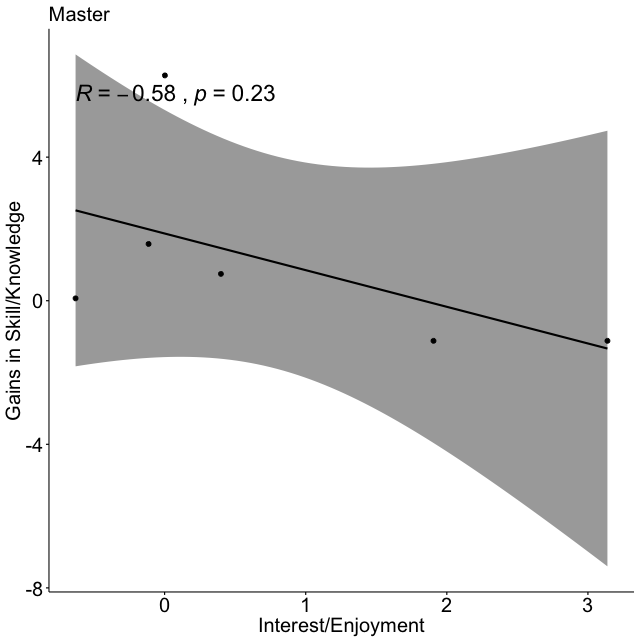 Master
R = −0.58 , p = 0.23
4
0
-4
-8
Gains in Skill/Knowledge
0 1 2 3
Interest/Enjoyment